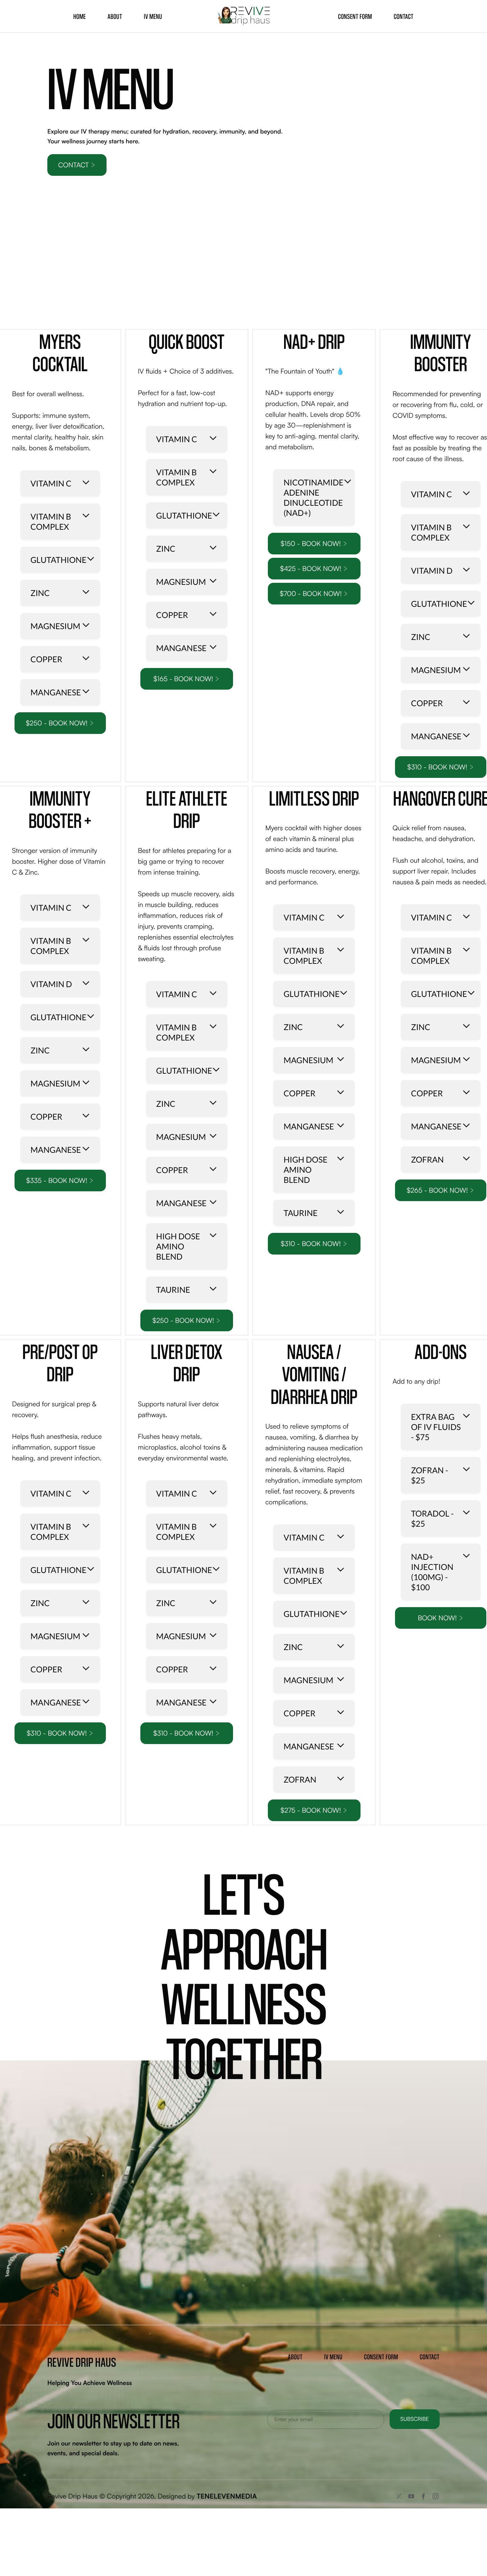 HOME
ABOUT
IV MENU
REVIVE
drip haus
CONSENT FORM
CONTACT
IV MENU
Explore our IV therapy menu; curated for hydration, recovery, immunity, and beyond.
Your wellness journey starts here.
CONTACT >
MYERS
COCKTAIL
Best for overall wellness.
Supports: immune system,
energy, liver liver detoxification,
mental clarity, healthy hair, skin
nails, bones & metabolism.
VITAMIN C
VITAMIN B
COMPLEX
GLUTATHIONE
ZINC
MAGNESIUM
COPPER
MANGANESE
$250 - BOOK NOW! >
QUICK BOOST
IV fluids + Choice of 3 additives.
Perfect for a fast, low-cost
hydration and nutrient top-up.
VITAMIN C
VITAMIN B
COMPLEX
GLUTATHIONE
ZINC
MAGNESIUM
COPPER
MANGANESE
$165 - BOOK NOW! >
NAD+ DRIP
"The Fountain of Youth" 💧
NAD+ supports energy
production, DNA repair, and
cellular health. Levels drop 50%
by age 30—replenishment is
key to anti-aging, mental clarity,
and metabolism.
NICOTINAMIDE
ADENINE
DINUCLEOTIDE
(NAD+)
$150 - BOOK NOW! >
$425 - BOOK NOW! >
$700 - BOOK NOW! >
IMMUNITY
BOOSTER
Recommended for preventing
or recovering from flu, cold, or
COVID symptoms.
Most effective way to recover as
fast as possible by treating the
root cause of the illness.
VITAMIN C
VITAMIN B
COMPLEX
VITAMIN D
GLUTATHIONE
ZINC
MAGNESIUM
COPPER
MANGANESE
$310 - BOOK NOW! >
IMMUNITY
BOOSTER +
Stronger version of immunity
booster. Higher dose of Vitamin
C & Zinc.
VITAMIN C
VITAMIN B
COMPLEX
VITAMIN D
GLUTATHIONE
ZINC
MAGNESIUM
COPPER
MANGANESE
$335 - BOOK NOW! >
ELITE ATHLETE
DRIP
Best for athletes preparing for a
big game or trying to recover
from intense training.
Speeds up muscle recovery, aids
in muscle building, reduces
inflammation, reduces risk of
injury, prevents cramping,
replenishes essential electrolytes
& fluids lost through profuse
sweating.
VITAMIN C
VITAMIN B
COMPLEX
GLUTATHIONE
ZINC
MAGNESIUM
COPPER
MANGANESE
HIGH DOSE
AMINO
BLEND
TAURINE
$250 - BOOK NOW! >
LIMITLESS DRIP
Myers cocktail with higher doses
of each vitamin & mineral plus
amino acids and taurine.
Boosts muscle recovery, energy,
and performance.
VITAMIN C
VITAMIN B
COMPLEX
GLUTATHIONE
ZINC
MAGNESIUM
COPPER
MANGANESE
HIGH DOSE
AMINO
BLEND
TAURINE
$310 - BOOK NOW! >
HANGOVER CURE
Quick relief from nausea,
headache, and dehydration.
Flush out alcohol, toxins, and
support liver repair. Includes
nausea & pain meds as needed.
VITAMIN C
VITAMIN B
COMPLEX
GLUTATHIONE
ZINC
MAGNESIUM
COPPER
MANGANESE
ZOFRAN
$265 - BOOK NOW! >
PRE/POST OP
DRIP
Designed for surgical prep &
recovery.
Helps flush anesthesia, reduce
inflammation, support tissue
healing, and prevent infection.
VITAMIN C
VITAMIN B
COMPLEX
GLUTATHIONE
ZINC
MAGNESIUM
COPPER
MANGANESE
$310 - BOOK NOW! >
LIVER DETOX
DRIP
Supports natural liver detox
pathways.
Flushes heavy metals,
microplastics, alcohol toxins &
everyday environmental waste.
VITAMIN C
VITAMIN B
COMPLEX
GLUTATHIONE
ZINC
MAGNESIUM
COPPER
MANGANESE
$310 - BOOK NOW! >
NAUSEA /
VOMITING /
DIARRHEA DRIP
Used to relieve symptoms of
nausea, vomiting, & diarrhea by
administering nausea medication
and replenishing electrolytes,
minerals, & vitamins. Rapid
rehydration, immediate symptom
relief, fast recovery, & prevents
complications.
VITAMIN C
VITAMIN B
COMPLEX
GLUTATHIONE
ZINC
MAGNESIUM
COPPER
MANGANESE
ZOFRAN
$275 - BOOK NOW! >
ADD-ONS
Add to any drip!
EXTRA BAG
OF IV FLUIDS
- $75
ZOFRAN -
$25
TORADOL -
$25
NAD+
INJECTION
(100MG) -
$100
BOOK NOW! >
LET'S
APPROACH
WELLNESS
TOGETHER
REVIVE DRIP HAUS
Helping You Achieve Wellness
ABOUT
IV MENU
CONSENT FORM
CONTACT
JOIN OUR NEWSLETTER
Join our newsletter to stay up to date on news,
events, and special deals.
Enter your email
SUBSCRIBE
Revive Drip Haus © Copyright 2026. Designed by TENELEVENMEDIA